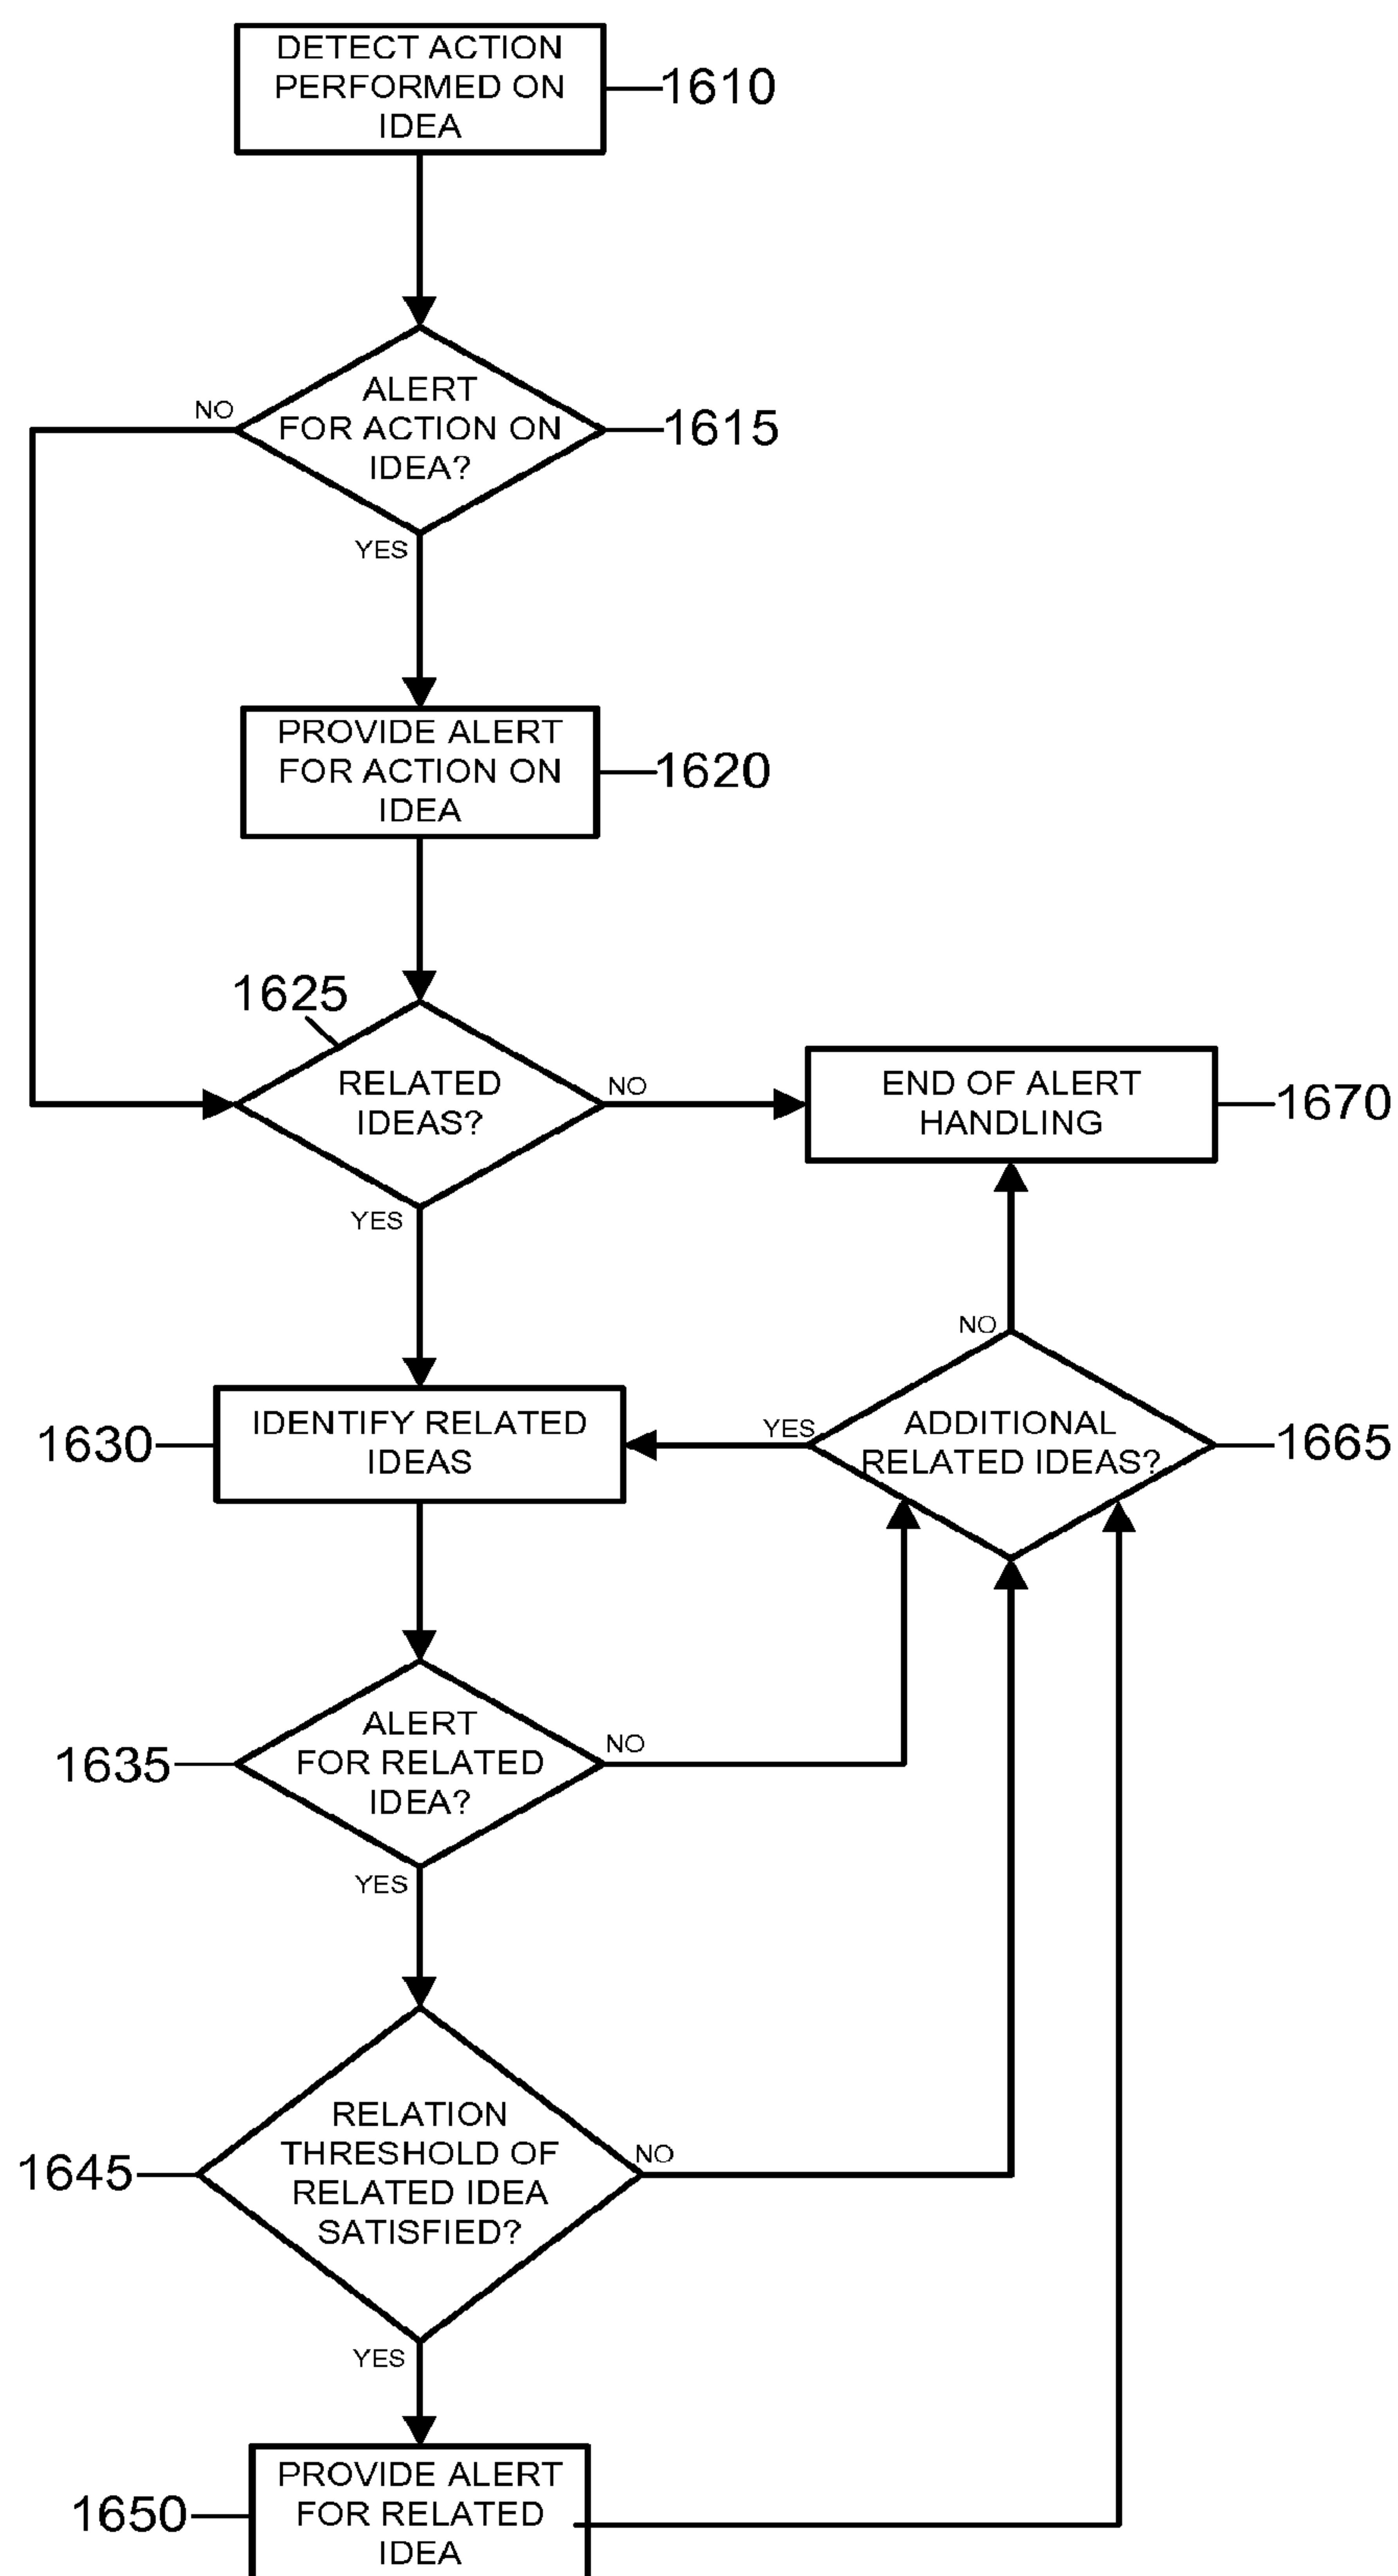 DETECT ACTION
PERFORMED ON
IDEA
1610
ALERT
FOR ACTION ON
IDEA?
1615
NO
YES
PROVIDE ALERT
FOR ACTION ON
IDEA
1620
1625
RELATED
IDEAS?
NO
YES
END OF ALERT
HANDLING
1670
IDENTIFY RELATED
IDEAS
1630
NO
YES
ADDITIONAL
RELATED IDEAS?
1665
ALERT
FOR RELATED
IDEA?
1635
NO
YES
RELATION
THRESHOLD OF
RELATED IDEA
SATISFIED?
1645
NO
YES
PROVIDE ALERT
FOR RELATED
IDEA
1650